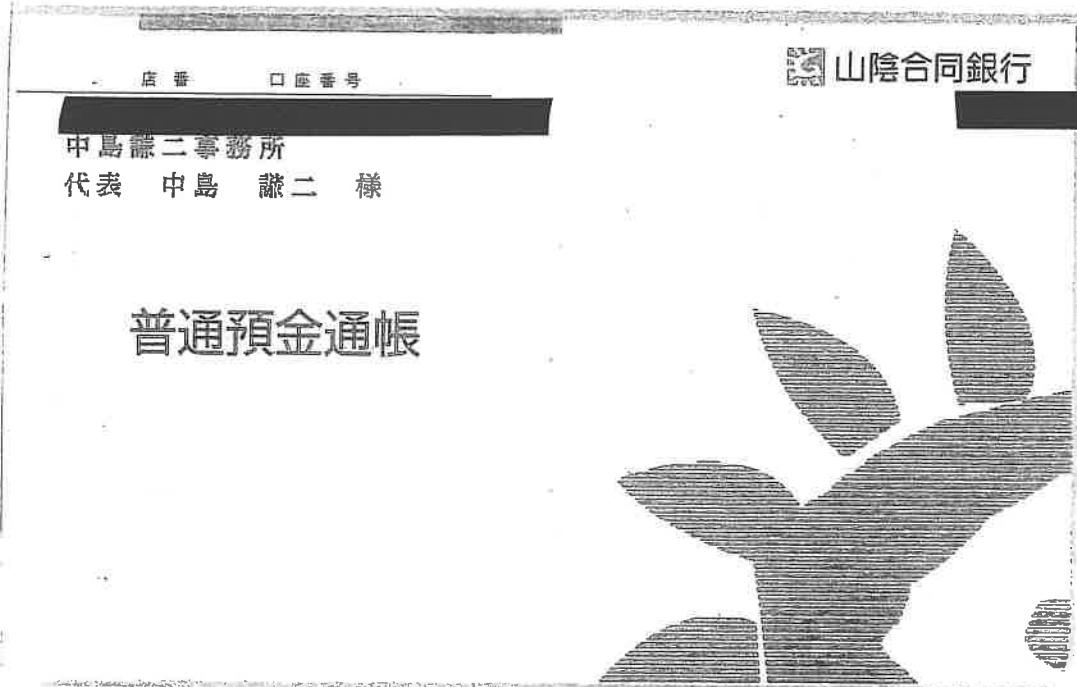 店番 口座番号
中島謙二事務所
代表 中島 謙二 様
普通預金通帳
山陰合同銀行